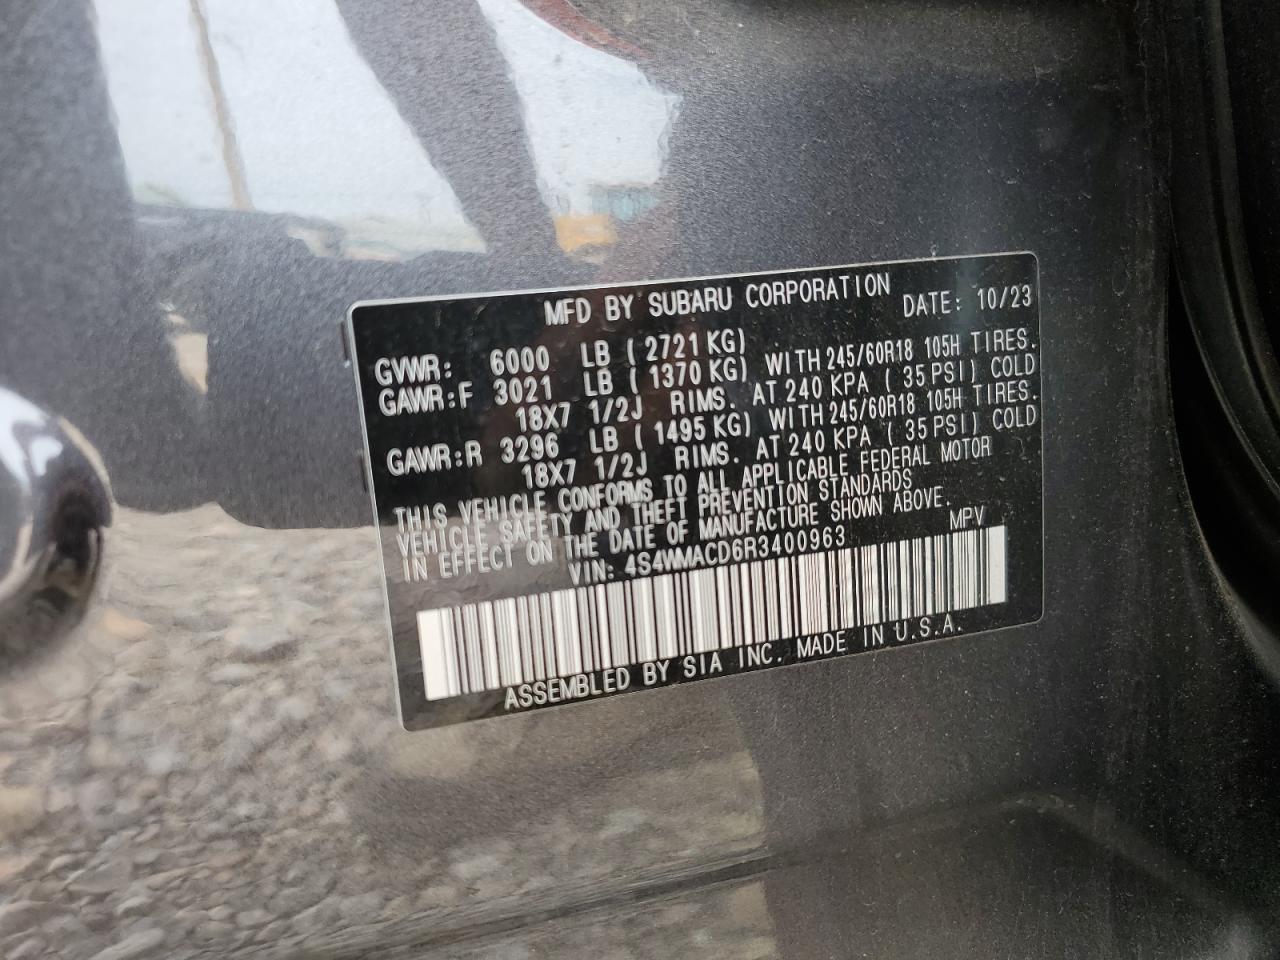 MFD BY SUBARU CORPORATION DATE: 10/23
GVWR: 6000 LB ( 2721 KG)
GAWR:F 3021 LB ( 1370 KG) WITH 245/60R18 105H TIRES.
18X7 1/2J RIMS. AT 240 KPA ( 35 PSI) COLD
GAWR:R 3296 LB ( 1495 KG) WITH 245/60R18 105H TIRES.
18X7 1/2J RIMS. AT 240 KPA ( 35 PSI) COLD
THIS VEHICLE CONFORMS TO ALL APPLICABLE FEDERAL MOTOR
VEHICLE SAFETY AND THEFT PREVENTION STANDARDS
IN EFFECT ON THE DATE OF MANUFACTURE SHOWN ABOVE.
VIN: 4S4WMACD6R3400963 MPV
ASSEMBLED BY SIA INC. MADE IN U.S.A.